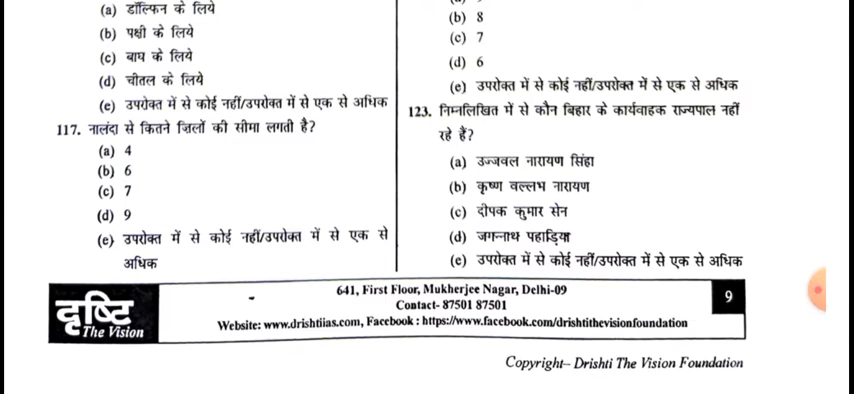 (a) डॉल्फिन के लिये
(b) पक्षी के लिये
(c) बाघ के लिये
(d) चीतल के लिये
(e) उपरोक्त में से कोई नहीं/उपरोक्त में से एक से अधिक
117. नालंदा से कितने ज़िलों की सीमा लगती है?
(a) 4
(b) 6
(c) 7
(d) 9
(e) उपरोक्त में से कोई नहीं/उपरोक्त में से एक से
अधिक
(b) 8
(c) 7
(d) 6
(e) उपरोक्त में से कोई नहीं/उपरोक्त में से एक से अधिक
123. निम्नलिखित में से कौन बिहार के कार्यवाहक राज्यपाल नहीं
रहे हैं?
(a) उज्जवल नारायण सिंहा
(b) कृष्ण वल्लभ नारायण
(c) दीपक कुमार सेन
(d) जगन्नाथ पहाड़िया
(e) उपरोक्त में से कोई नहीं/उपरोक्त में से एक से अधिक
दृष्टि
The Vision
641, First Floor, Mukherjee Nagar, Delhi-09
Contact- 87501 87501
Website: www.drishtiias.com, Facebook : https://www.facebook.com/drishtithevisionfoundation
9
Copyright– Drishti The Vision Foundation